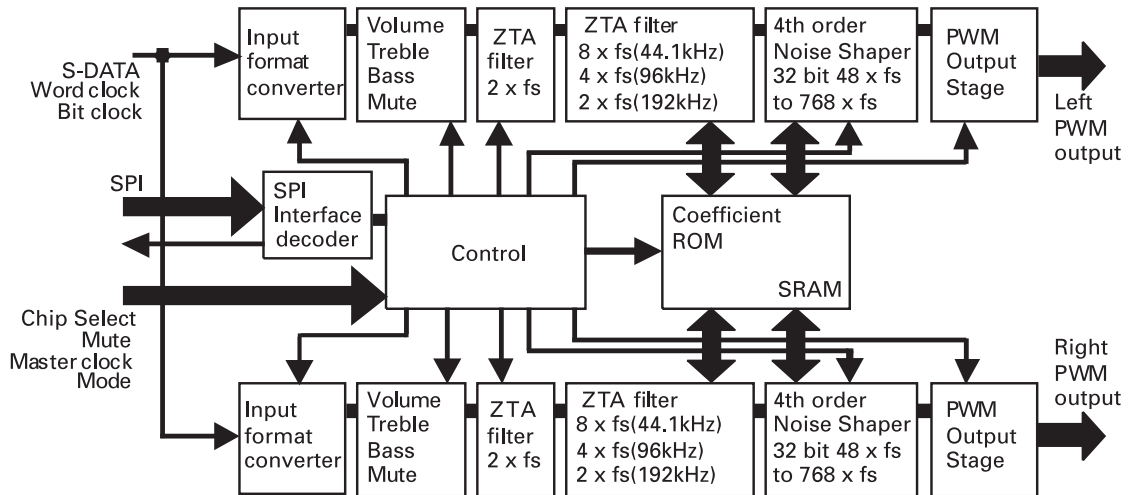 S-DATA
Word clock
Bit clock
Input
format
converter
Volume
Treble
Bass
Mute
ZTA
filter
2 x fs
ZTA filter
8 x fs(44.1kHz)
4 x fs(96kHz)
2 x fs(192kHz)
4th order
Noise Shaper
32 bit 48 x fs
to 768 x fs
PWM
Output
Stage
Left
PWM
output
SPI
SPI
Interface
decoder
Control
Coefficient
ROM
SRAM
Chip Select
Mute
Master clock
Mode
Input
format
converter
Volume
Treble
Bass
Mute
ZTA
filter
2 x fs
ZTA filter
8 x fs(44.1kHz)
4 x fs(96kHz)
2 x fs(192kHz)
4th order
Noise Shaper
32 bit 48 x fs
to 768 x fs
PWM
Output
Stage
Right
PWM
output